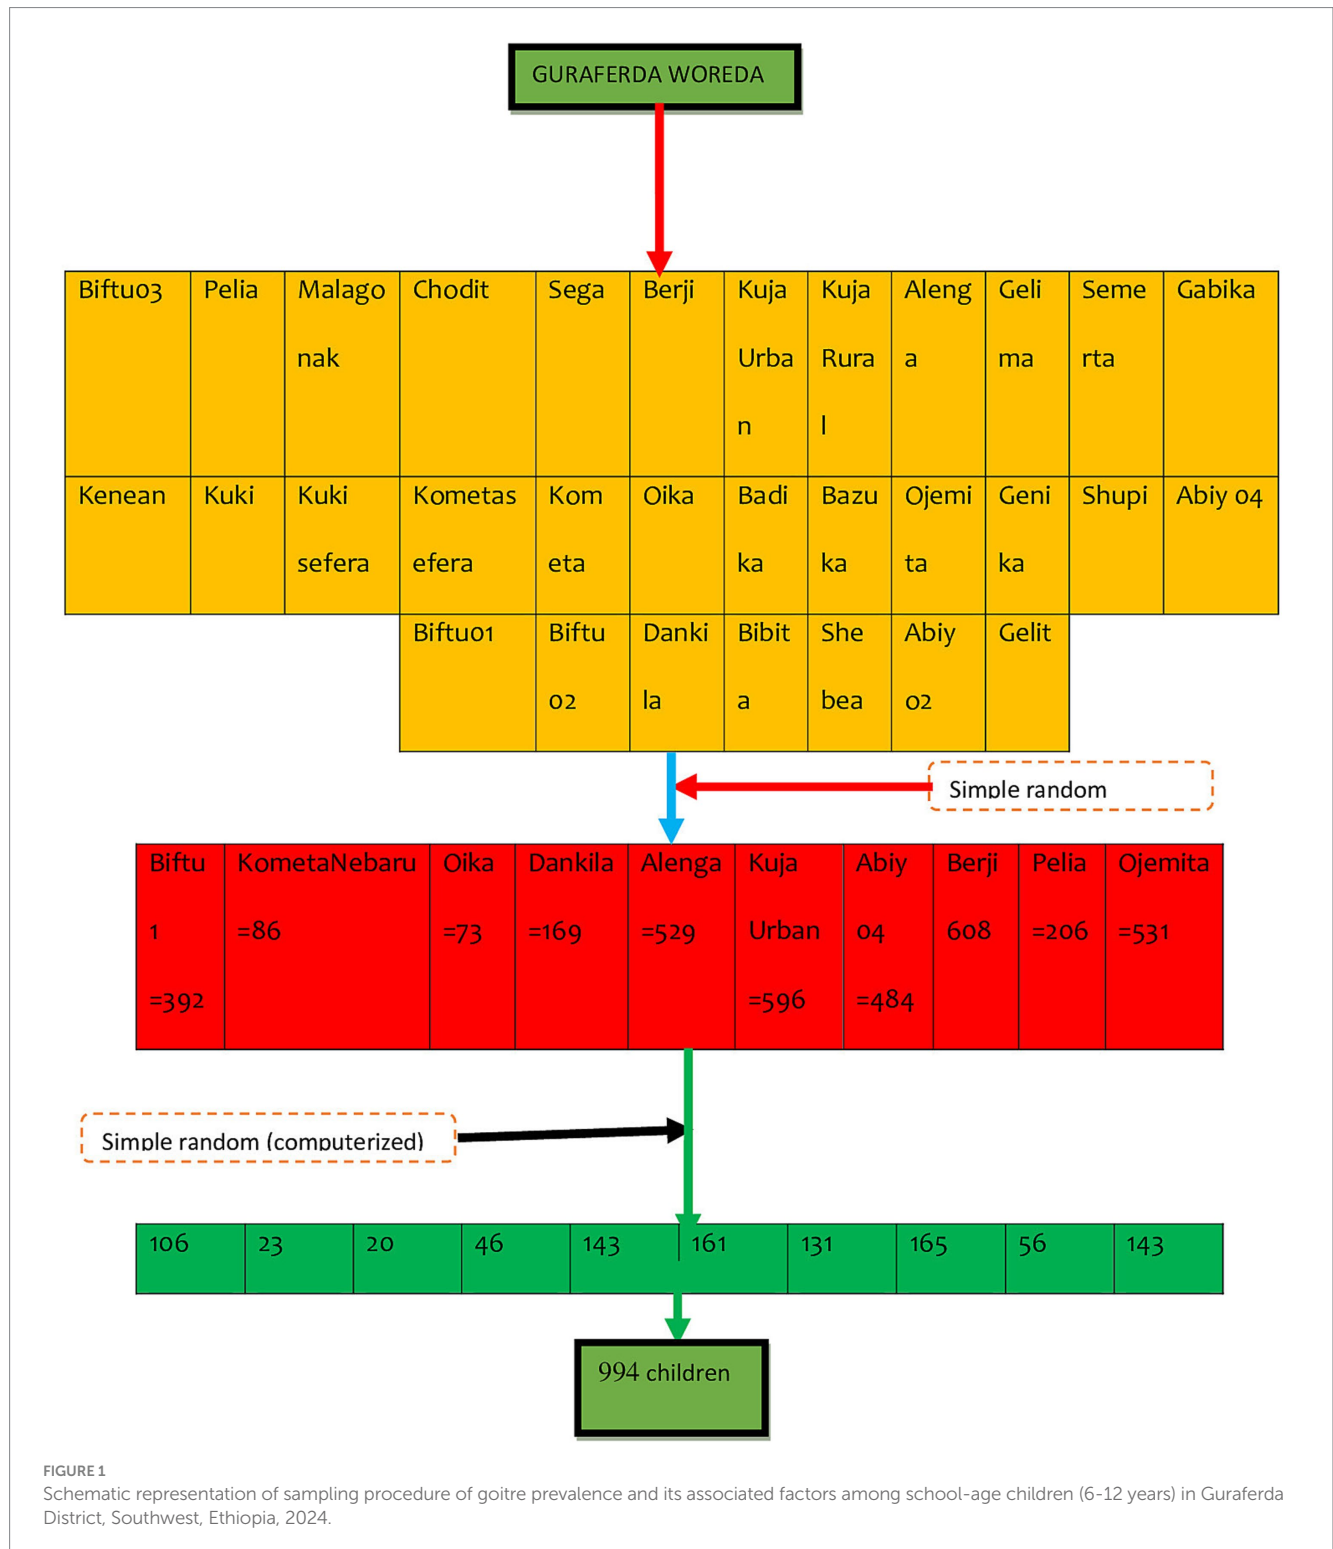 GURAFERDA WOREDA
Biftu03 Pelia Malago Chodit Sega Berji Kuja Kuja Aleng Geli Seme Gabika
nak Urba Rura a ma rta
n l
Kenean Kuki Kuki Kometas Kom Oika Badi Bazu Ojemi Geni Shupi Abiy 04
sefera efera eta ka ka ta ka
Biftu01 Biftu Danki Bibit She Abiy Gelit
02 la a bea 02
Simple random
Biftu KometaNebaru Oika Dankila Alenga Kuja Abiy Berji Pelia Ojemita
1 =86 =73 =169 =529 Urban 04 608 =206 =531
=392 =596 =484
Simple random (computerized)
106 23 20 46 143 161 131 165 56 143
994 children
FIGURE 1
Schematic representation of sampling procedure of goitre prevalence and its associated factors among school-age children (6-12 years) in Guraferda
District, Southwest, Ethiopia, 2024.